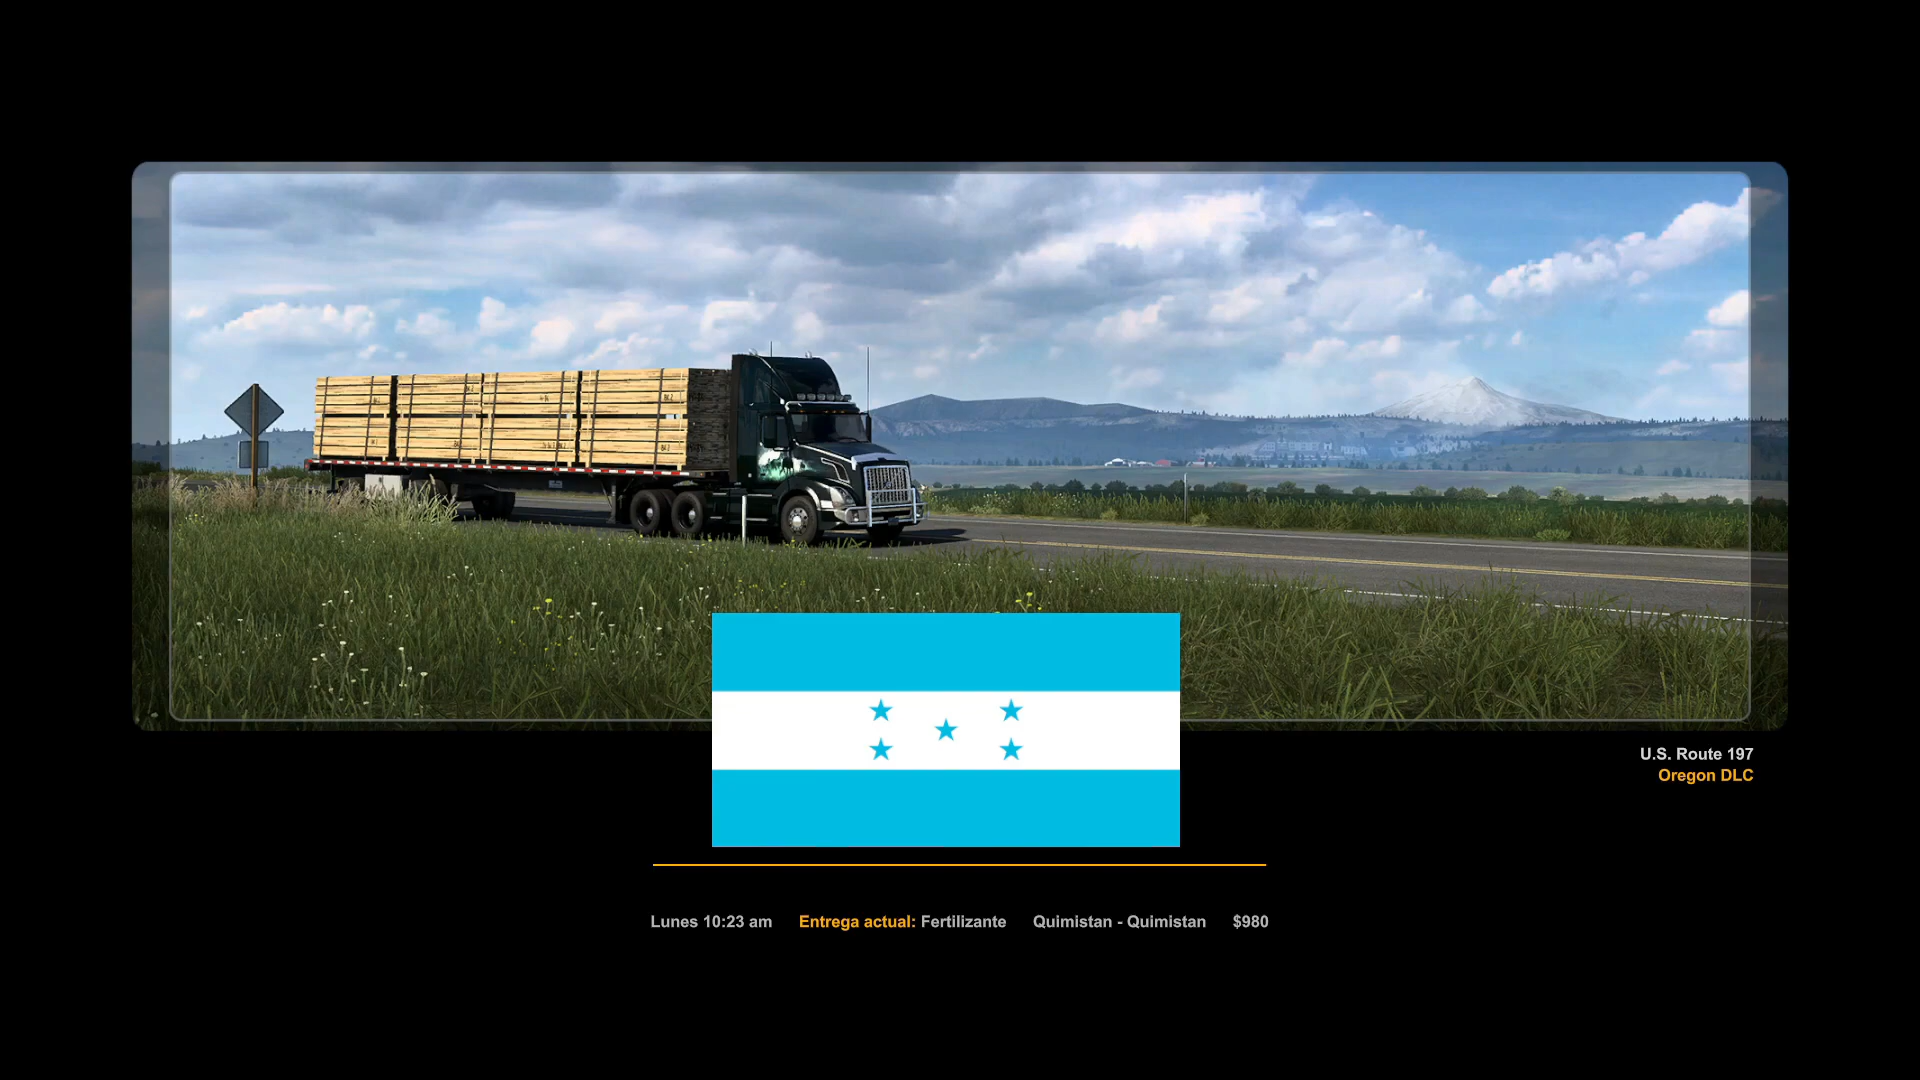 U.S. Route 197
Oregon DLC
Lunes 10:23 am Entrega actual: Fertilizante Quimistan - Quimistan $980